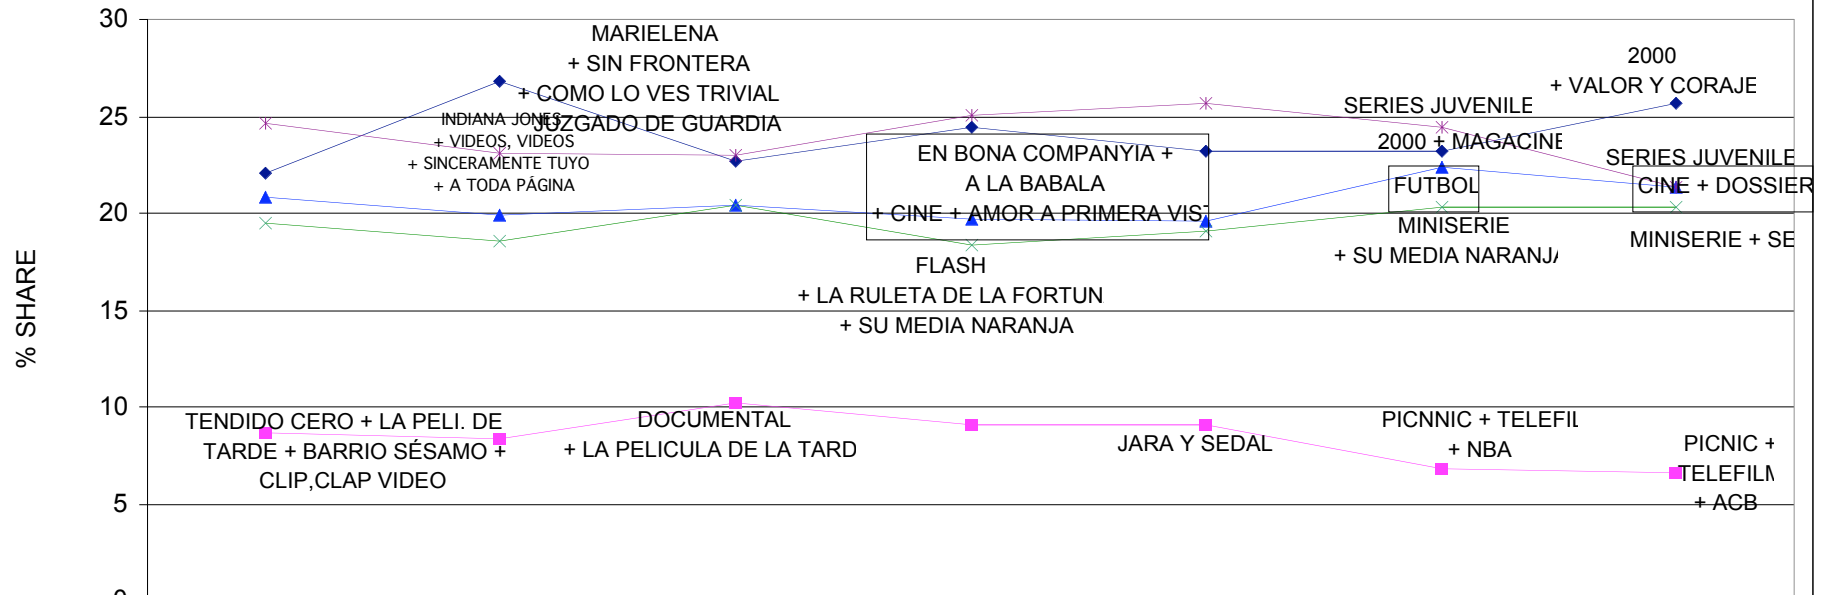 30
MARIELENA
+ SIN FRONTERA
+ COMO LO VES TRIVIAL
JUZGADO DE GUARDIA
2000
+ VALOR Y CORAJE
25
INDIANA JONES
+ VIDEOS, VIDEOS
+ SINCERAMENTE TUYO
+ A TODA PÁGINA
SERIES JUVENILE
2000 + MAGACINE
EN BONA COMPANYIA +
A LA BABALA
+ CINE + AMOR A PRIMERA VIST
SERIES JUVENILE
FUTBOL
CINE + DOSSIER
20
MINISERIE
+ SU MEDIA NARANJA
MINISERIE + SE
FLASH
+ LA RULETA DE LA FORTUN
+ SU MEDIA NARANJA
% SHARE
15
10
TENDIDO CERO + LA PELI. DE
TARDE + BARRIO SÉSAMO +
CLIP,CLAP VIDEO
DOCUMENTAL
+ LA PELICULA DE LA TARD
JARA Y SEDAL
PICNNIC + TELEFIL
+ NBA
PICNIC +
TELEFILM
+ ACB
5
0